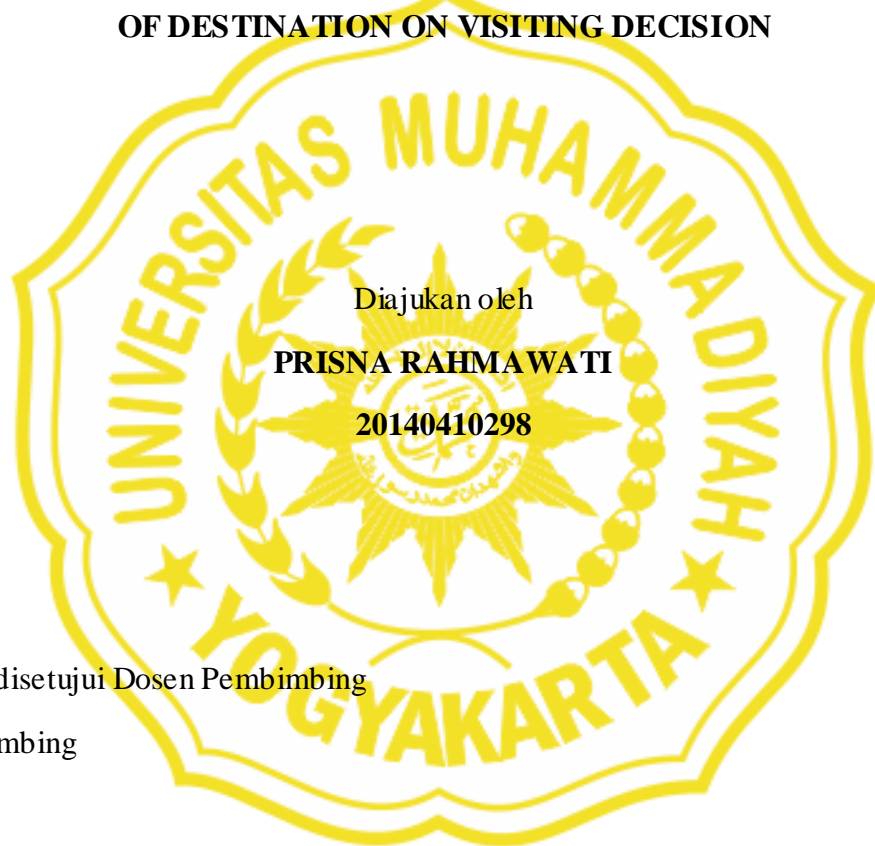 OF DESTINATION ON VISITING DECISION
UNIVERSITAS MUHAMMADIYAH
Diajukan oleh
PRISNA RAHMAWATI
20140410298
YOGYAKARTA
disetujui Dosen Pembimbing
mbing